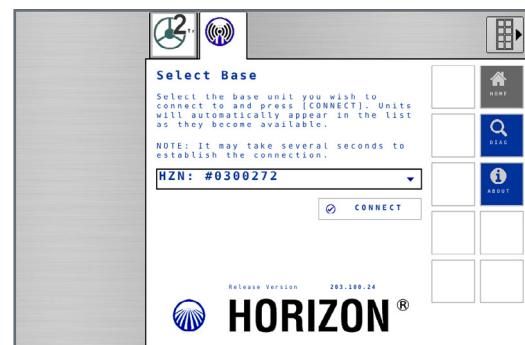 2
Select Base
Select the base unit you wish to
connect to and press [CONNECT]. Units
will automatically appear in the list
as they become available.
NOTE: It may take several seconds to
establish the connection.
HZN: #0300272
CONNECT
HOME
DIAG
ABOUT
Release Version 203.100.24
HORIZON®